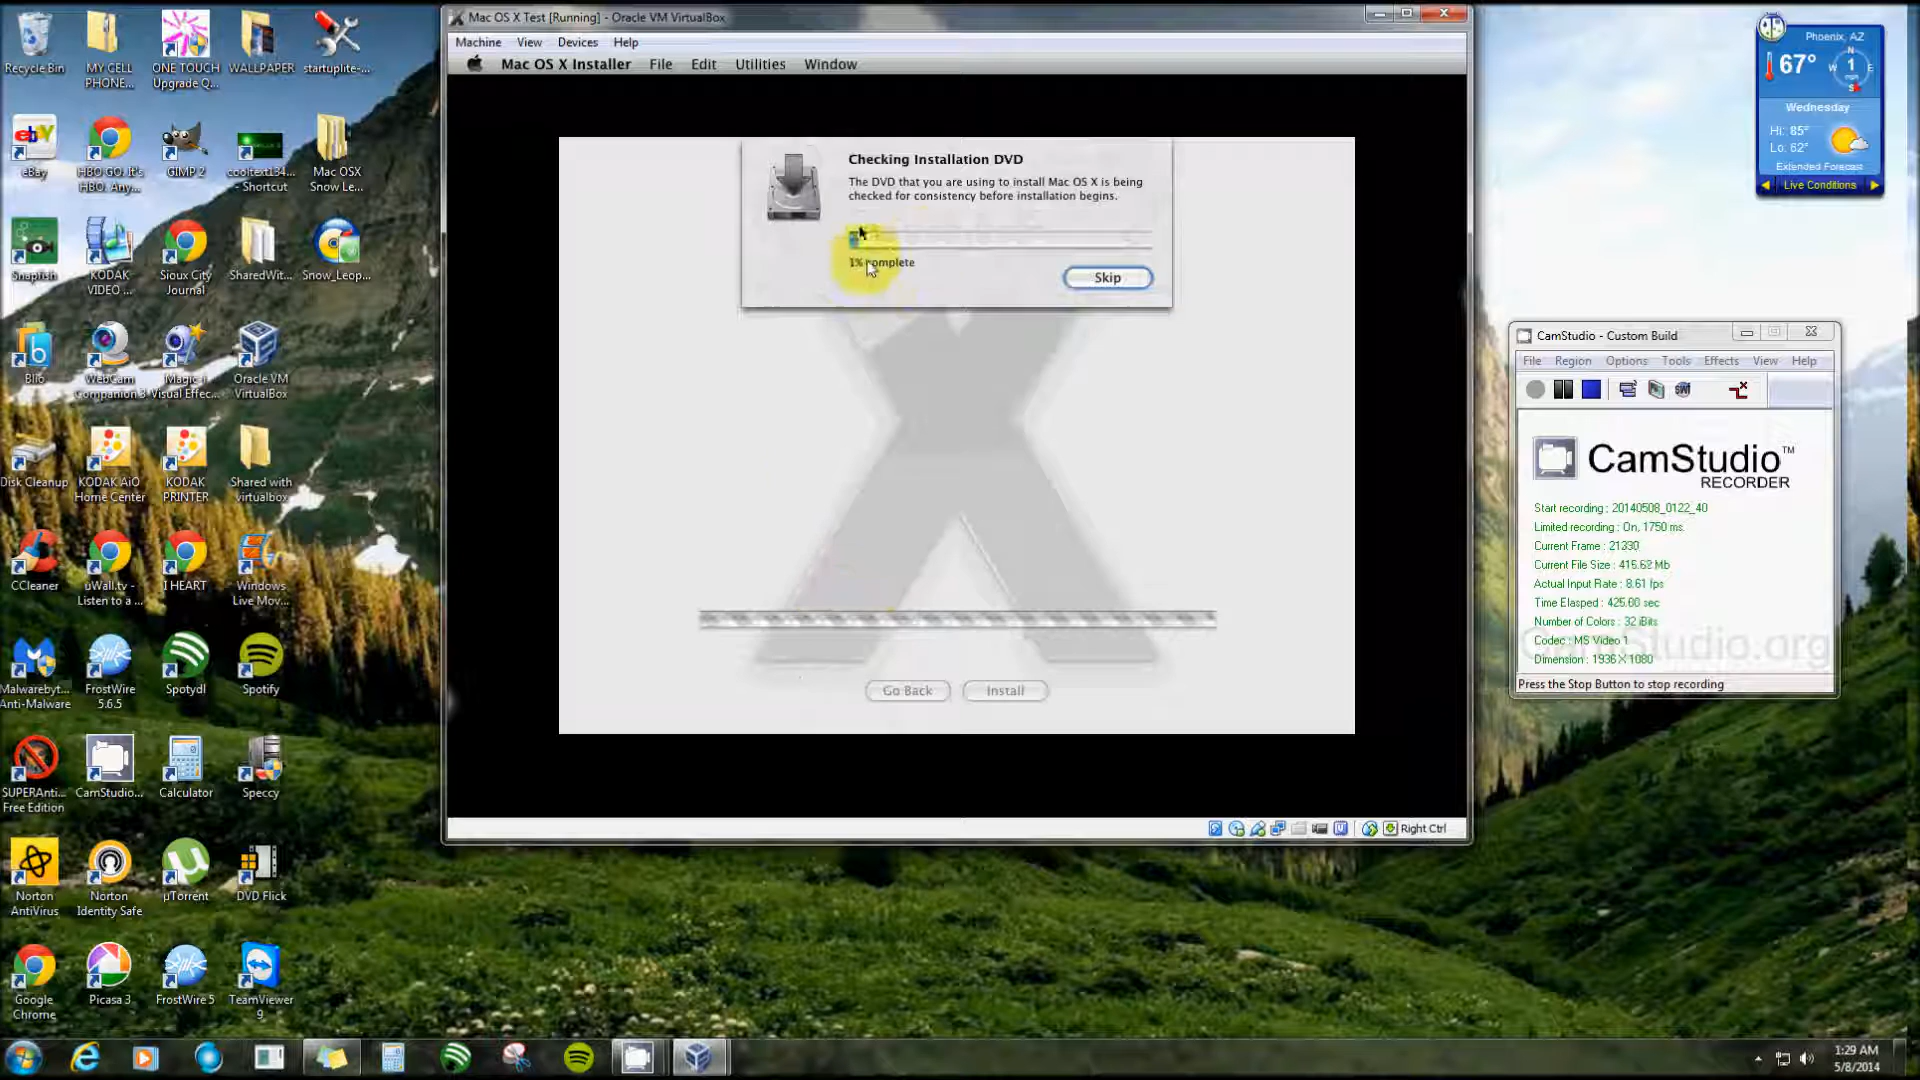 Mac OS X Test [Running] - Oracle VM VirtualBox
Machine View Devices Help
Mac OS X Installer File Edit Utilities Window
Checking Installation DVD
The DVD that you are using to install Mac OS X is being
checked for consistency before installation begins.
1% complete
Skip
Go Back Install
Right Ctrl
Recycle Bin
MY CELL
PHONE...
ONE TOUCH
Upgrade Q...
WALLPAPER
startuplite-...
eBay
HBO GO. It's
HBO. Any...
GIMP 2
cooltext134...
- Shortcut
Mac OSX
Snow Le...
Snapfish
KODAK
VIDEO ...
Sioux City
Journal
SharedWit...
Snow_Leop...
Blio
WebCam
Companion 3
Magic-i
Visual Effec...
Oracle VM
VirtualBox
Disk Cleanup
KODAK AiO
Home Center
KODAK
PRINTER
Shared with
virtualbox
CCleaner
uWall.tv -
Listen to a ...
I HEART
Windows
Live Mov...
Malwarebyt...
Anti-Malware
FrostWire
5.6.5
Spotydl
Spotify
SUPERAnti...
Free Edition
CamStudio...
Calculator
Speccy
Norton
AntiVirus
Norton
Identity Safe
µTorrent
DVD Flick
Google
Chrome
Picasa 3
FrostWire 5
TeamViewer
9
Phoenix, AZ
67°
N
W 1 E
mph
S
Wednesday
Hi: 85°
Lo: 62°
Extended Forecast
Live Conditions
CamStudio - Custom Build
File Region Options Tools Effects View Help
CamStudio™
RECORDER
Start recording : 20140508_0122_40
Limited recording : On, 1750 ms.
Current Frame : 21330
Current File Size : 415.62 Mb
Actual Input Rate : 8.61 fps
Time Elasped : 425.00 sec
Number of Colors : 32 Bits
Codec : MS Video 1
Dimension : 1936 X 1080
CamStudio.org
Press the Stop Button to stop recording
1:29 AM
5/8/2014